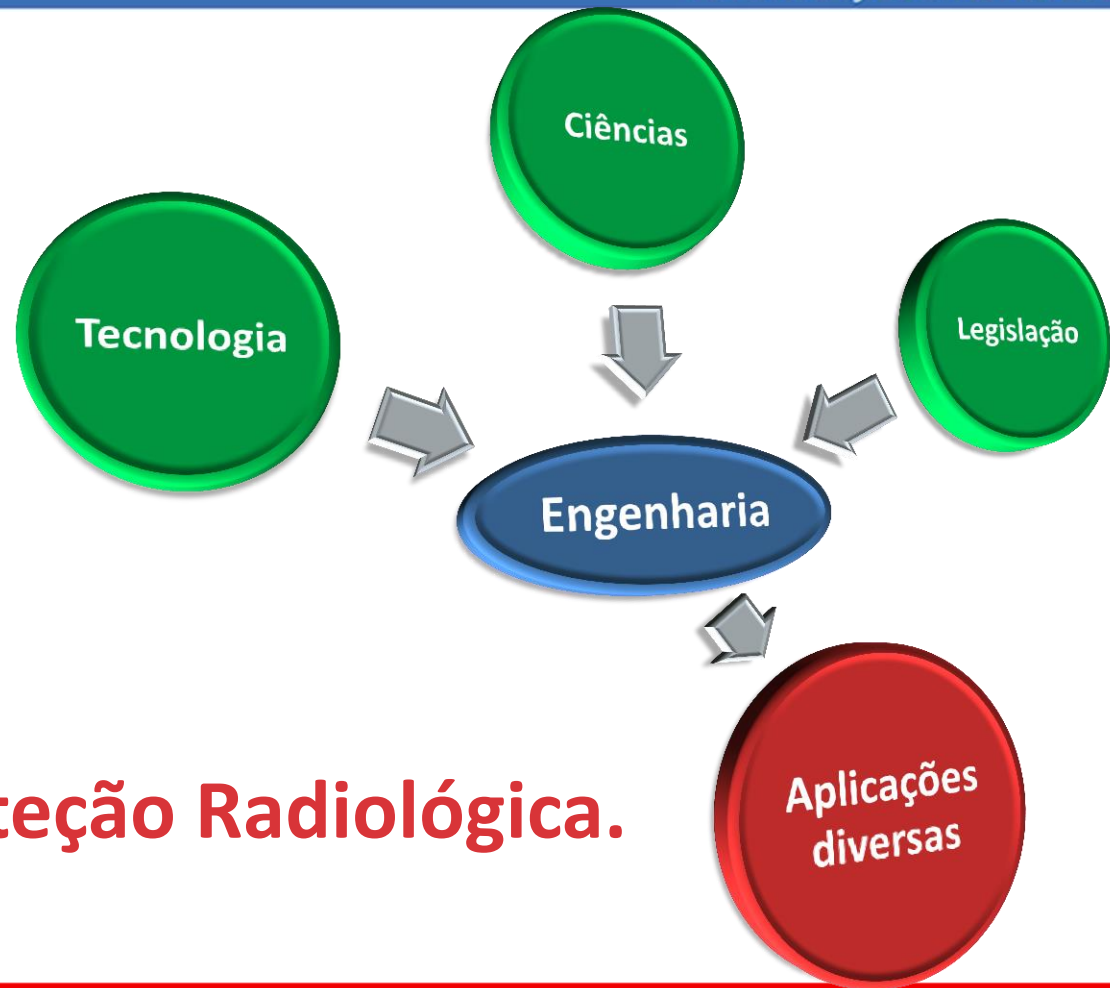 Ciências
Tecnologia
Legislação
Engenharia
Aplicações
diversas
teção Radiológica.